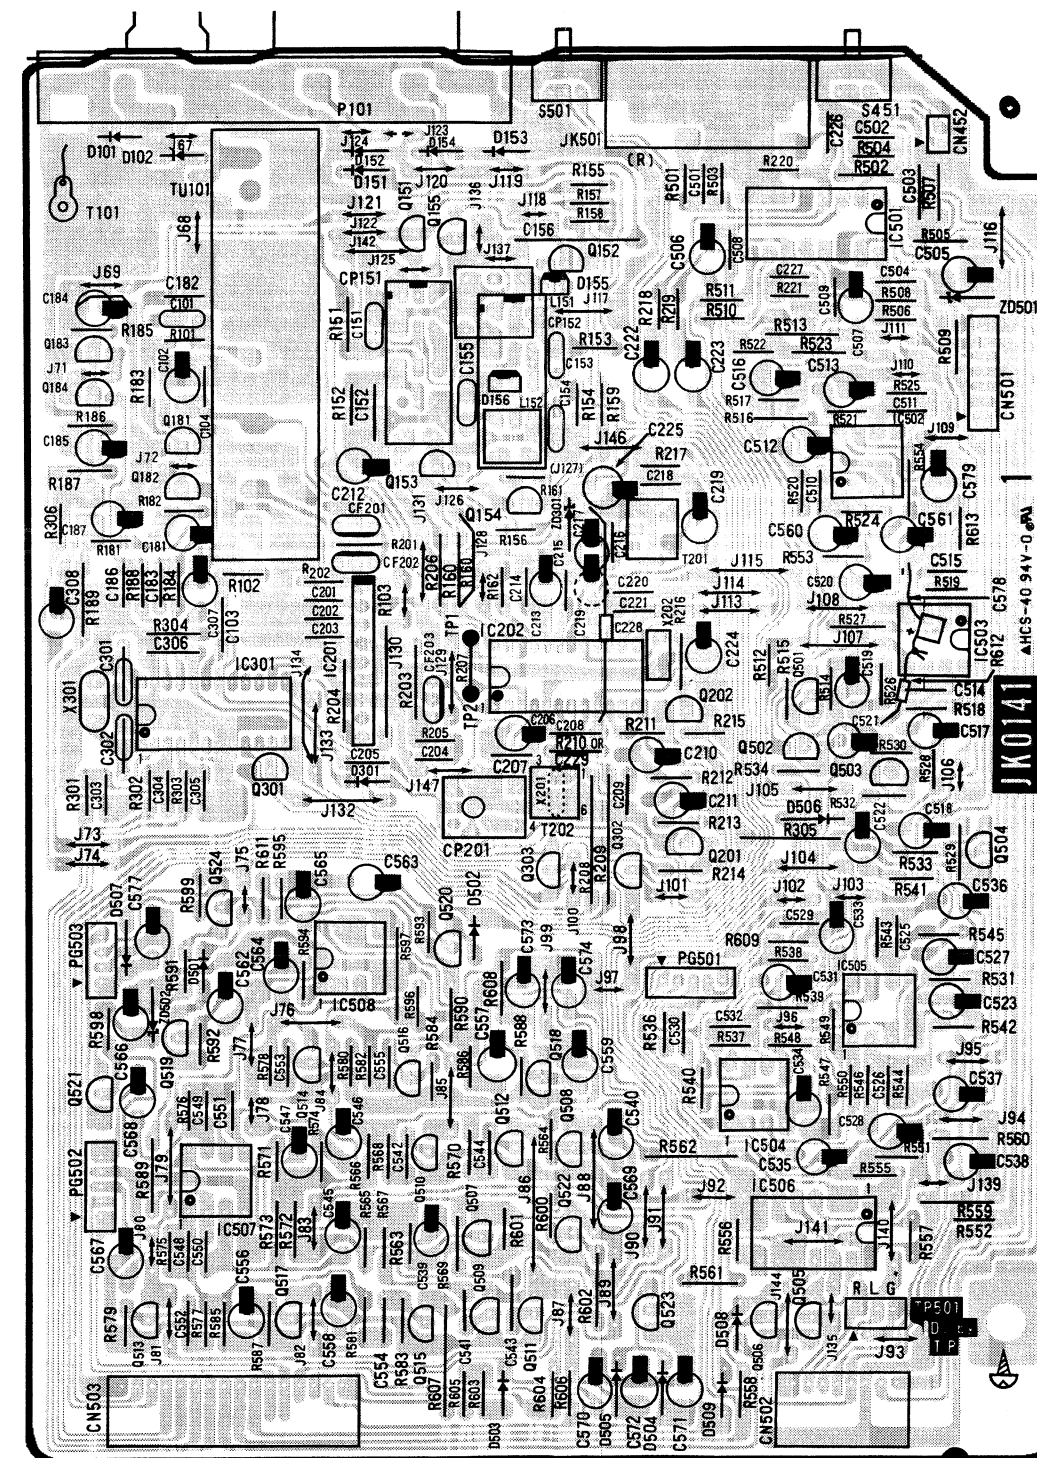 P101
S501
JK501
S451
C226
C502
R504
R502
CN452
D101
D102
J67
J124
J123
D154
D153
D152
D151
J120
J119
TU101
T101
(R)
R155
R157
R158
R501
C501
R503
R220
C503
R507
Q151
Q155
J136
J118
J121
J122
J142
J125
J68
C156
J137
Q152
C506
C508
IC501
R505
C505
J116
J69
C182
C184
C101
R101
R185
CP151
D155
L151
J117
R218
R219
R511
R510
C227
R221
C509
C504
R508
R506
ZD501
Q183
J71
Q184
C102
R183
R151
C151
C155
CP152
C153
R153
C222
C223
R513
R522
R523
C507
J111
R509
J110
R525
C511
IC502
CN501
R186
C185
Q181
C104
R152
C152
D156
L152
C154
R154
R159
C516
R517
R516
C513
R521
J109
J72
Q182
R182
R187
C212
Q153
J131
J126
(J127)
R161
J146
C225
R217
C218
C219
C512
R520
C510
R554
C579
R306
C187
R181
C181
CF201
R201
CF202
R202
Q154
J128
R156
ZD301
C217
C216
C215
T201
C560
R553
R524
C561
R613
C515
R519
C578
C308
R189
C186
R188
C183
R184
R102
C307
C103
C201
C202
C203
R103
R206
R160
R160
R162
C214
C213
C219
C220
C221
C228
X202
R216
J115
J114
J113
C520
J108
R527
J107
HCS-40 94V-0
R304
C306
IC301
J134
IC201
R204
J133
J130
R203
CF203
J129
TP1
R207
TP2
IC202
C224
R512
R515
Q501
R514
C519
R526
IC503
R612
C514
R518
C517
JK0141
X301
C301
C302
R205
C204
C205
D301
J147
C206
C207
C208
R210 OR
C229
R211
Q202
R215
C210
R212
Q502
R534
C521
R530
Q503
R528
J106
R301
C303
R302
C304
R303
C305
Q301
J132
CP201
X201
T202
C209
Q302
C211
R213
Q201
R214
J105
D506
R532
R305
C522
C518
R533
R529
Q504
J73
J74
Q303
R208
R209
J101
J104
J102
J103
R541
C536
D507
C577
R599
Q524
J75
R611
R595
C565
C563
R593
Q520
D502
C573
J99
J100
C574
J98
R609
C529
C533
R543
C525
R545
PG503
R591
D501
C562
C564
R594
R597
IC508
R608
J97
PG501
R538
C531
R539
IC505
C527
R531
C523
R542
R598
C566
ZD502
Q519
R592
J77
J76
R596
R584
R590
C557
R588
Q518
C559
R536
C530
C532
R537
J96
R548
R549
C534
R547
J95
Q521
C568
R576
C549
C551
J78
R578
C553
Q514
J84
R580
R582
C555
Q516
J85
R586
Q512
Q508
C540
R540
IC504
R550
R546
C526
R544
C528
C537
J94
R560
PG502
R589
J79
IC507
R571
C547
R574
C546
R566
R568
C542
Q510
R570
C544
R564
J86
R600
Q522
J88
C569
R562
J92
C535
IC506
R551
R555
C538
J139
C567
J80
R575
C548
C550
R573
R572
J83
C545
R565
R567
R563
C539
R569
Q507
Q509
R601
J90
J91
R556
J141
J140
R557
R559
R552
R579
Q513
J81
C552
R577
R585
C556
R587
Q517
J82
C558
R581
C554
R583
Q515
C541
C543
Q511
J87
R602
J89
R561
Q523
D508
Q506
J144
Q505
J135
R L G
TP501
TP
J93
CN503
R607
R605
R603
D503
R604
R606
C570
D505
C572
D504
C571
D509
R558
CN502